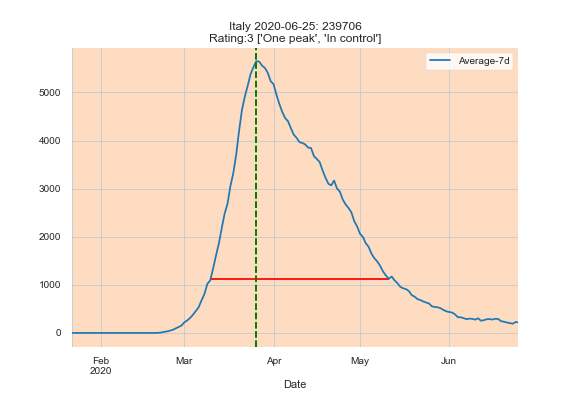 Italy 2020-06-25: 239706
Rating:3 ['One peak', 'In control']
Average-7d
5000
4000
3000
2000
1000
0
Feb Mar Apr May Jun
2020
Date